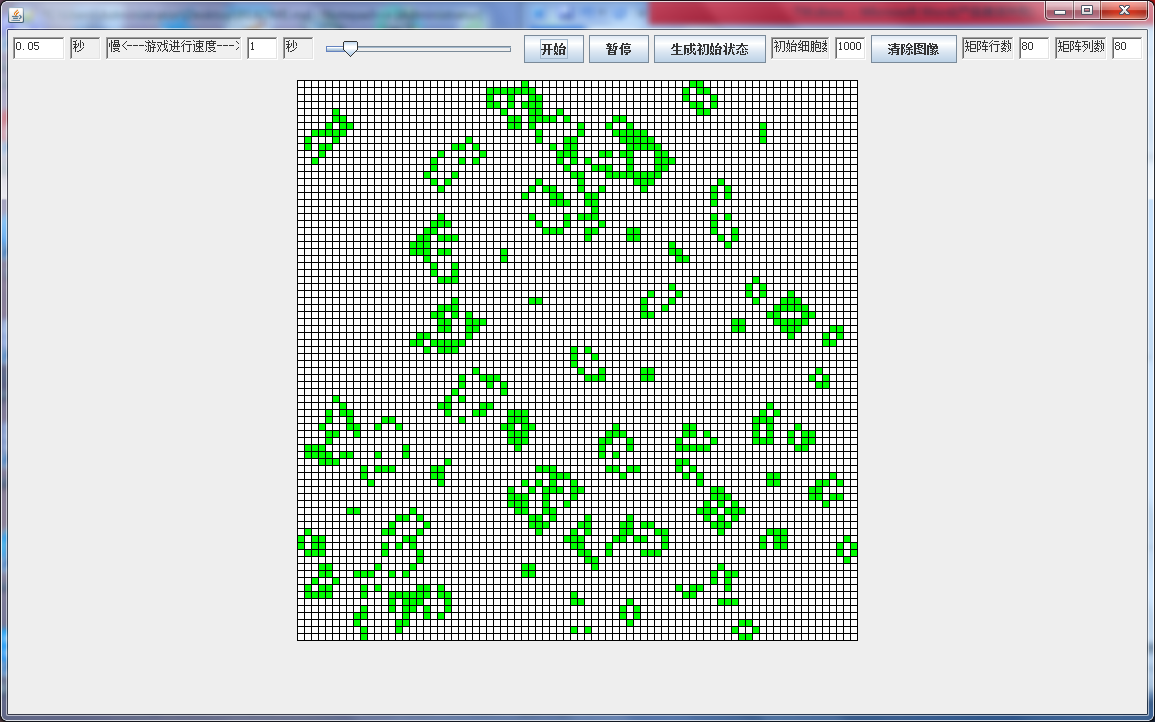 0.05 秒 慢<---游戏进行速度---> 1 秒 开始 暂停 生成初始状态 初始细胞 1000 清除图像 矩阵行数 80 矩阵列数 80